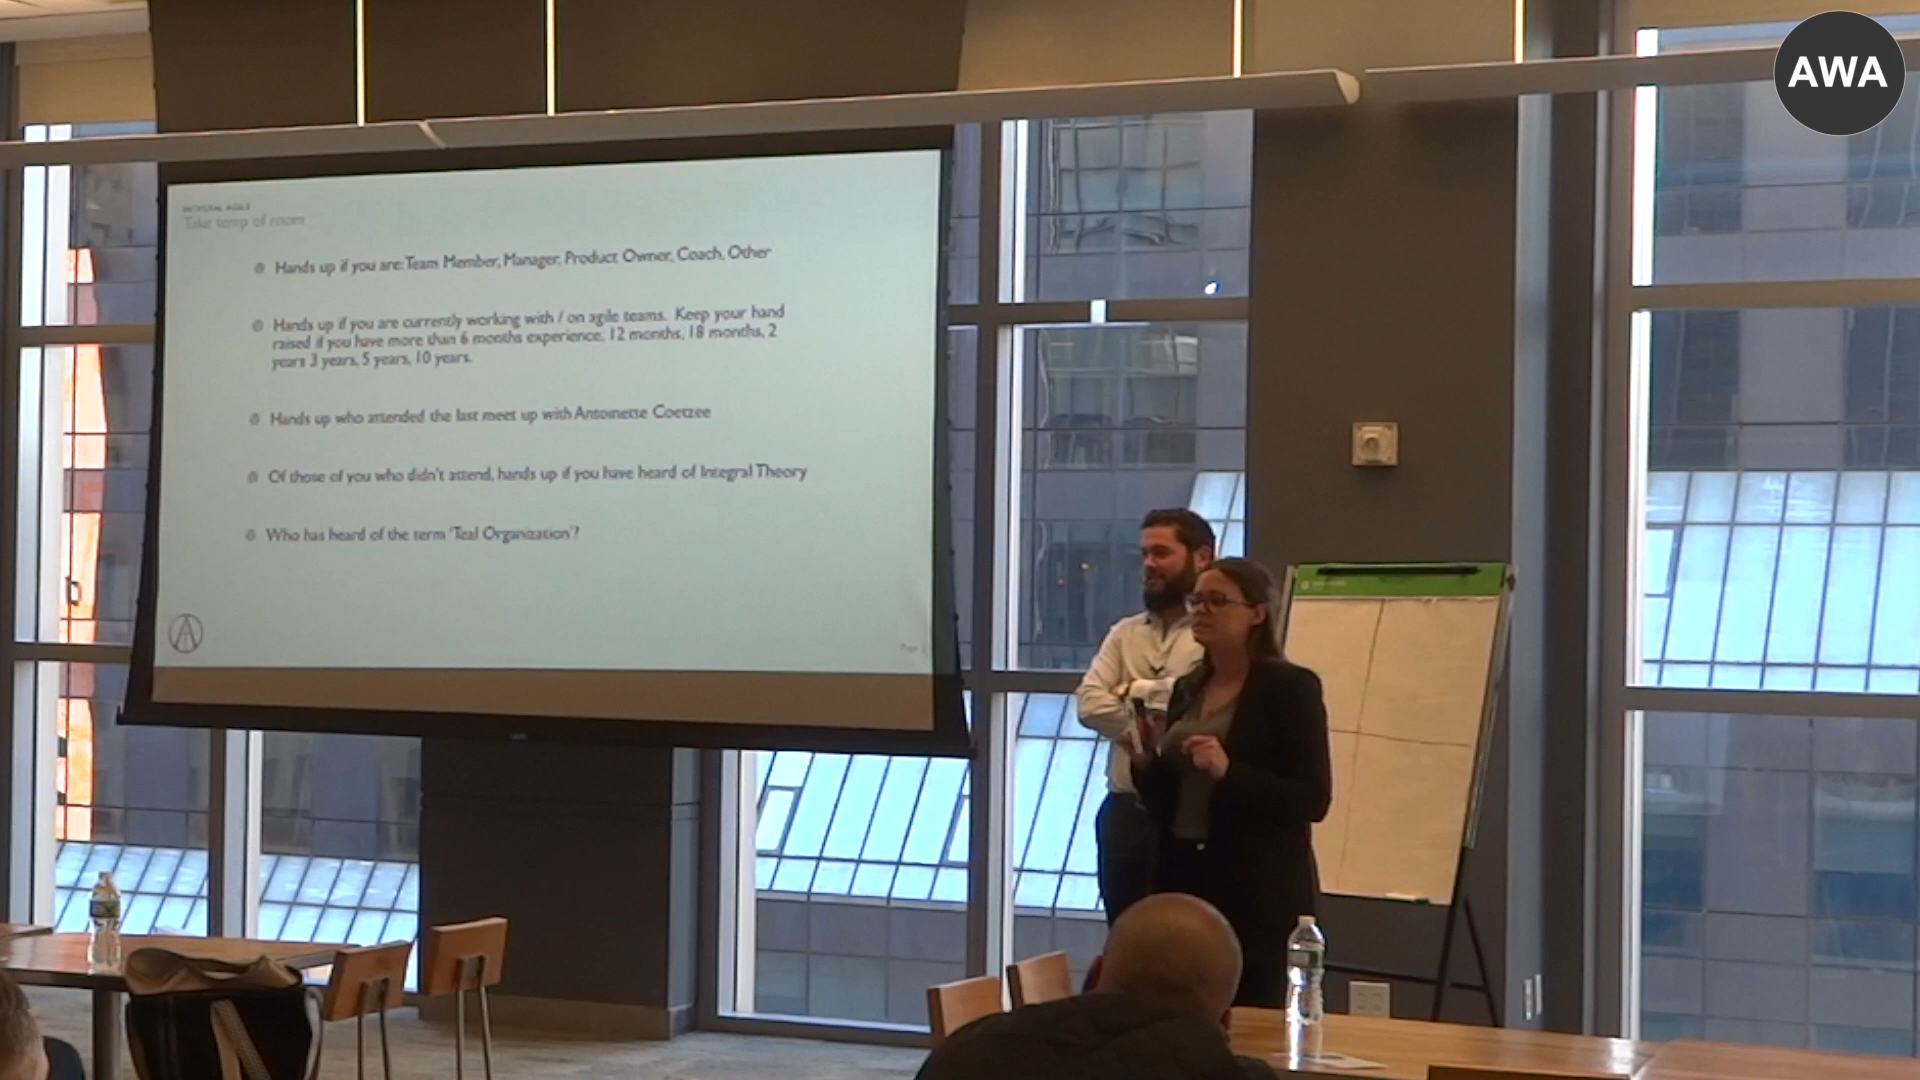 AWA
INTEGRAL AGILE
Take temp of room
Hands up if you are: Team Member, Manager, Product Owner, Coach, Other
Hands up if you are currently working with / on agile teams. Keep your hand
raised if you have more than 6 months experience, 12 months, 18 months, 2
years 3 years, 5 years, 10 years.
Hands up who attended the last meet up with Antoinette Coetzee
Of those of you who didn't attend, hands up if you have heard of Integral Theory
Who has heard of the term 'Teal Organization'?
Page